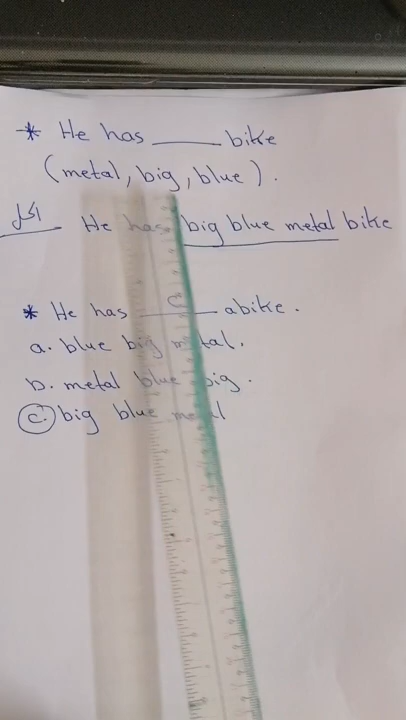 * He has ____ bike
(metal, big, blue).
الحل He has big blue metal bike
* He has __c__ abike.
a. blue big metal.
b. metal blue big.
c. big blue metal